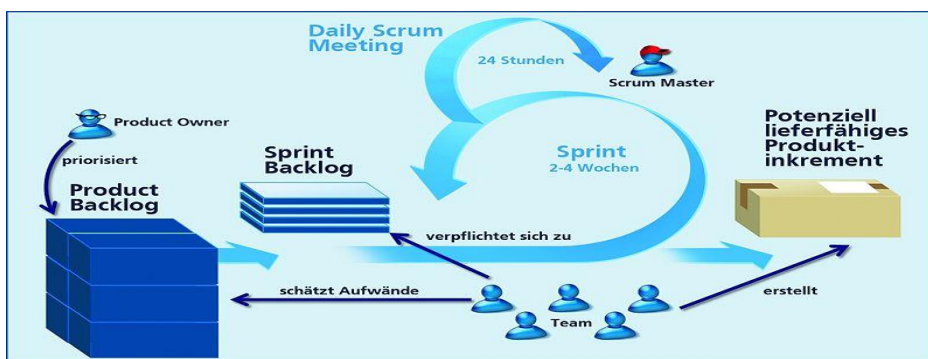 Daily Scrum
Meeting
24 Stunden
Scrum Master
Product Owner
priorisiert
Product
Backlog
Sprint
Backlog
Sprint
2-4 Wochen
Potenziell
lieferfähiges
Produkt-
inkrement
verpflichtet sich zu
schätzt Aufwände
Team
erstellt